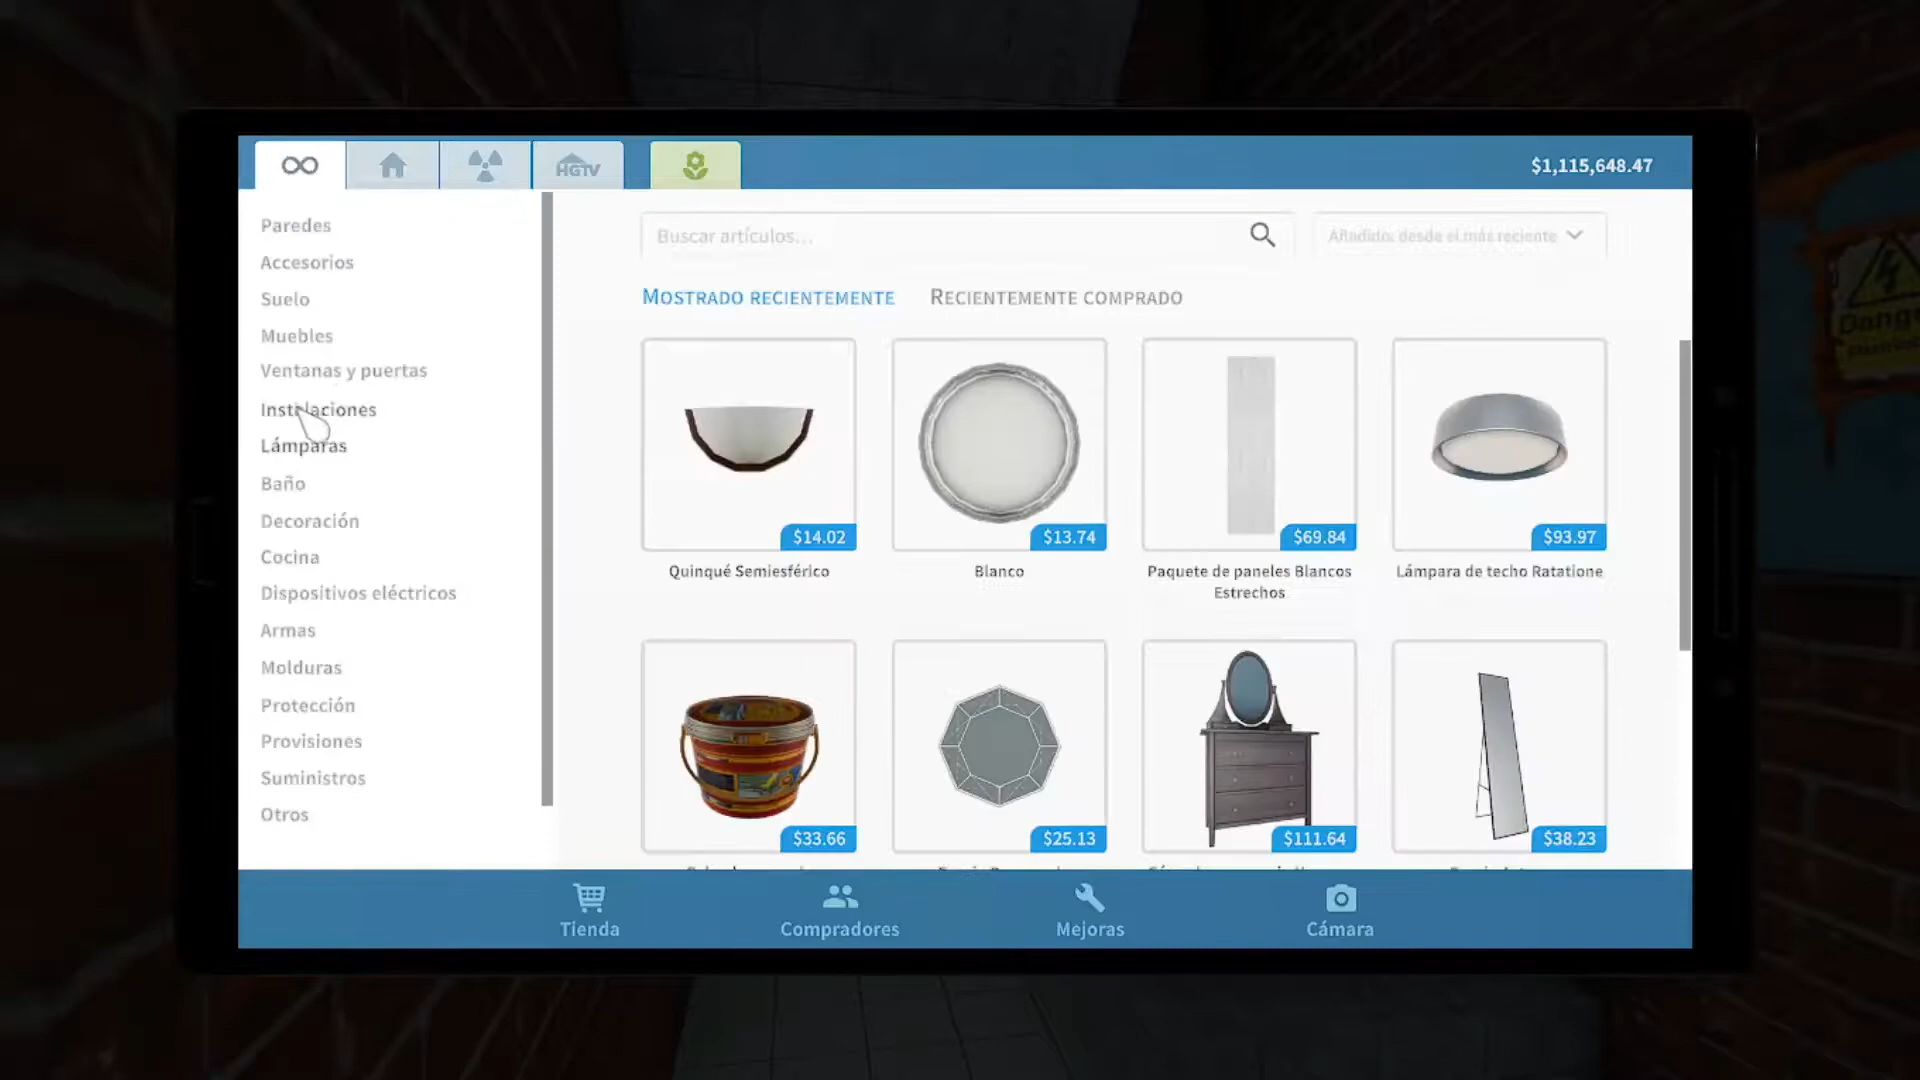 HGTV
$1,115,648.47
Paredes
Accesorios
Suelo
Muebles
Ventanas y puertas
Instalaciones
Lámparas
Baño
Decoración
Cocina
Dispositivos eléctricos
Armas
Molduras
Protección
Provisiones
Suministros
Otros
Buscar artículos...
Añadido: desde el más reciente
Mostrado recientemente
Recientemente comprado
$14.02
$13.74
$69.84
$93.97
Quinqué Semiesférico
Blanco
Paquete de paneles Blancos
Estrechos
Lámpara de techo Ratatione
$33.66
$25.13
$111.64
$38.23
Tienda
Compradores
Mejoras
Cámara
Danger